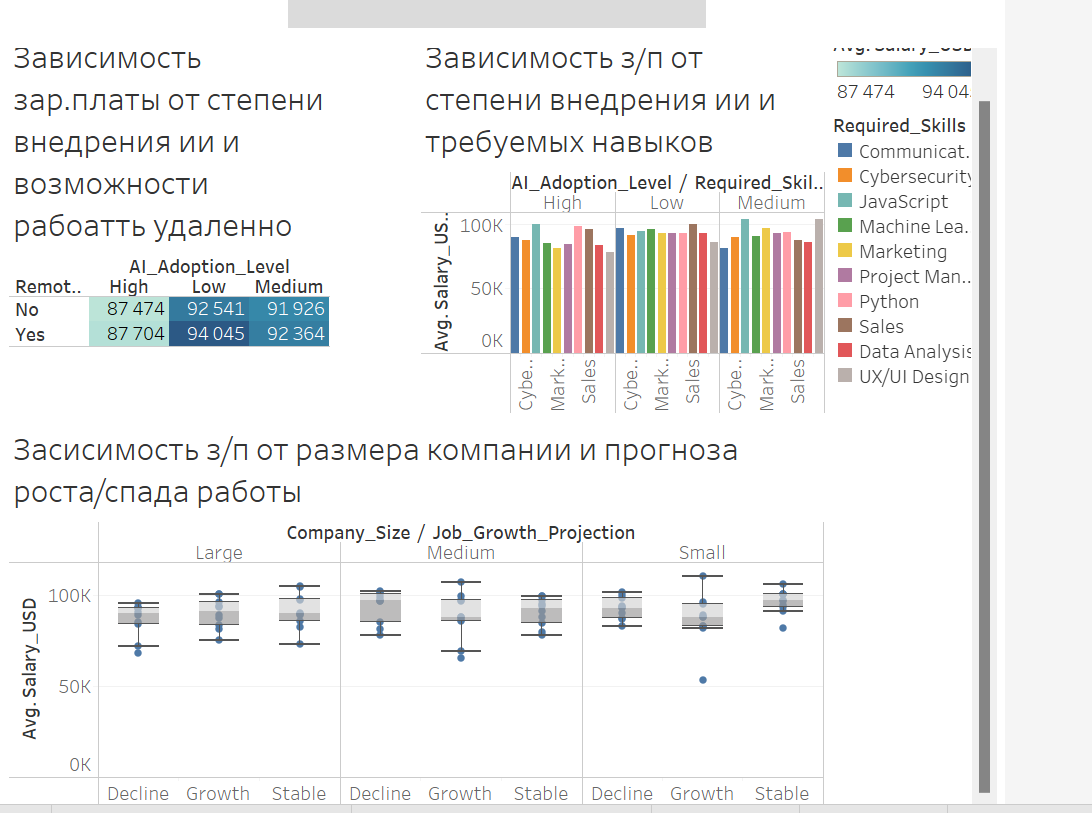 Зависимость
зар.платы от степени
внедрения ии и
возможности
рабоатть удаленно
AI_Adoption_Level
Remot.. High Low Medium
No 87 474 92 541 91 926
Yes 87 704 94 045 92 364
Зависимость з/п от
степени внедрения ии и
требуемых навыков
AI_Adoption_Level / Required_Skil..
High Low Medium
Avg. Salary_US..
100K
50K
0K
Cybe.. Mark.. Sales Cybe.. Mark.. Sales Cybe.. Mark.. Sales
Avg. Salary_USD
87 474 94 04
Required_Skills
Communicat.
Cybersecurity
JavaScript
Machine Lea.
Marketing
Project Man..
Python
Sales
Data Analysis
UX/UI Design
Засисимость з/п от размера компании и прогноза
роста/спада работы
Company_Size / Job_Growth_Projection
Large Medium Small
Avg. Salary_USD
100K
50K
0K
Decline Growth Stable Decline Growth Stable Decline Growth Stable